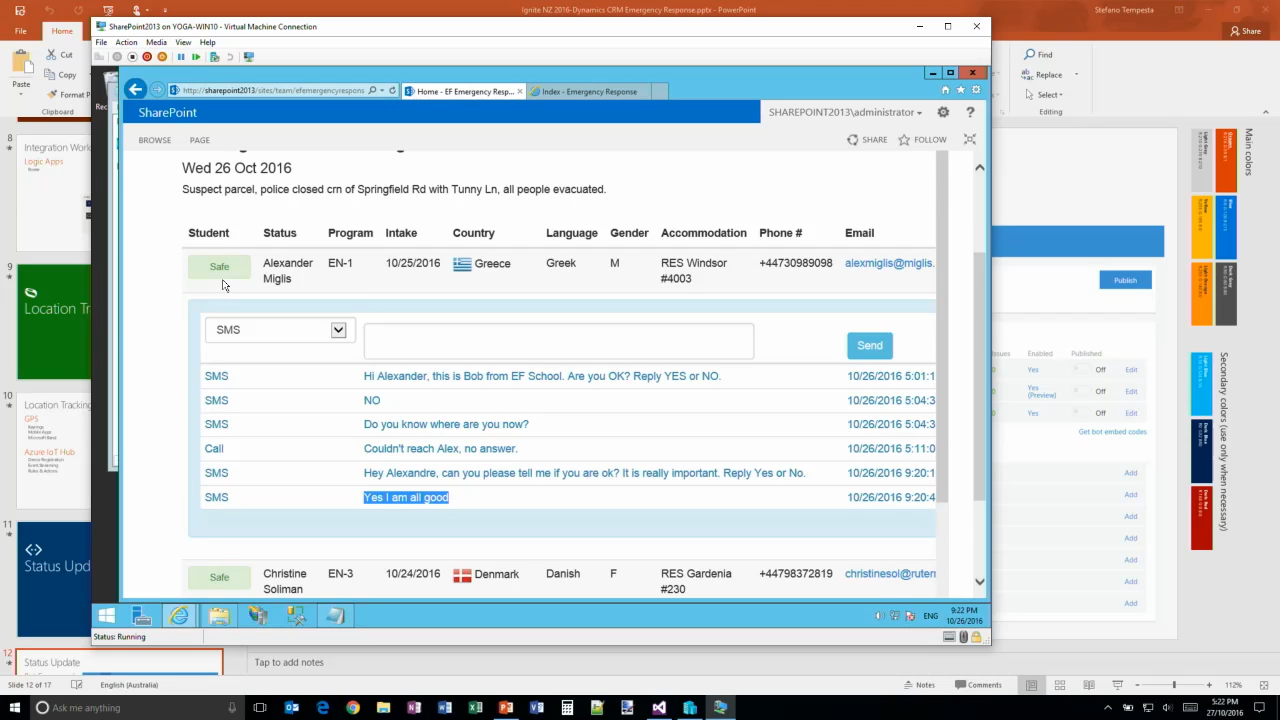 Ignite NZ 2016-Dynamics CRM Emergency Response.pptx - PowerPoint
Stefano Tempesta
File
Home
Share
SharePoint2013 on YOGA-WIN10 - Virtual Machine Connection
File Action Media View Help
Cut
Copy
Paste
Format
Clipboard
Find
Replace
Select
Editing
http://sharepoint2013/sites/team/efemergencyrespons
Home - EF Emergency Resp...
Index - Emergency Response
SharePoint
SHAREPOINT2013\administrator
BROWSE
PAGE
SHARE
FOLLOW
Wed 26 Oct 2016
Suspect parcel, police closed crn of Springfield Rd with Tunny Ln, all people evacuated.
Student Status Program Intake Country Language Gender Accommodation Phone # Email
Safe Alexander EN-1 10/25/2016 Greece Greek M RES Windsor +44730989098 alexmiglis@miglis.
Miglis #4003
SMS
Send
SMS Hi Alexander, this is Bob from EF School. Are you OK? Reply YES or NO. 10/26/2016 5:01:1
SMS NO 10/26/2016 5:04:3
SMS Do you know where are you now? 10/26/2016 5:04:3
Call Couldn't reach Alex, no answer. 10/26/2016 5:11:0
SMS Hey Alexandre, can you please tell me if you are ok? It is really important. Reply Yes or No. 10/26/2016 9:20:1
SMS Yes I am all good 10/26/2016 9:20:4
Safe Christine EN-3 10/24/2016 Denmark Danish F RES Gardenia +44798372819 christinesol@ruterr
Soliman #230
ENG
9:22 PM
10/26/2016
Status: Running
8
Integration World
Logic Apps
9
Location Tr
10
Location Tracking
GPS
Azure IoT Hub
11
Status Upd
12
Status Update
Publish
Issues Enabled Published
Yes Off Edit
Yes Off Edit
(Preview)
Yes Off Edit
Get bot embed codes
Add
Add
Add
Add
Add
Add
Add
Main colors
Secondary colors (use only when necessary)
Tap to add notes
Slide 12 of 17
English (Australia)
Notes
Comments
112%
Ask me anything
5:22 PM
27/10/2016